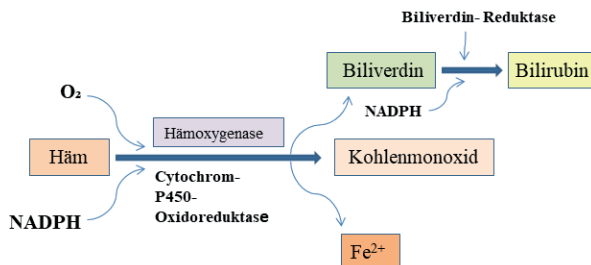 Biliverdin- Reduktase
Biliverdin
Bilirubin
O₂
NADPH
Hämoxygenase
Häm
Kohlenmonoxid
Cytochrom-
P450-
Oxidoreduktase
NADPH
Fe²⁺